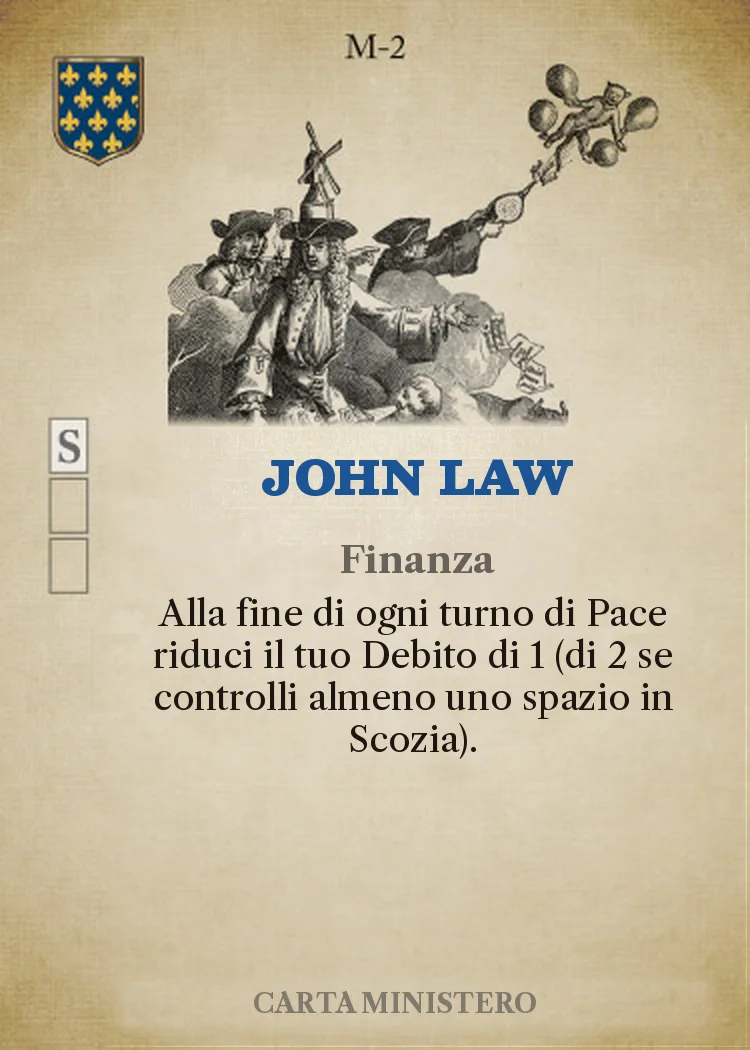 M-2
S
JOHN LAW
Finanza
Alla fine di ogni turno di Pace
riduci il tuo Debito di 1 (di 2 se
controlli almeno uno spazio in
Scozia).
CARTA MINISTERO